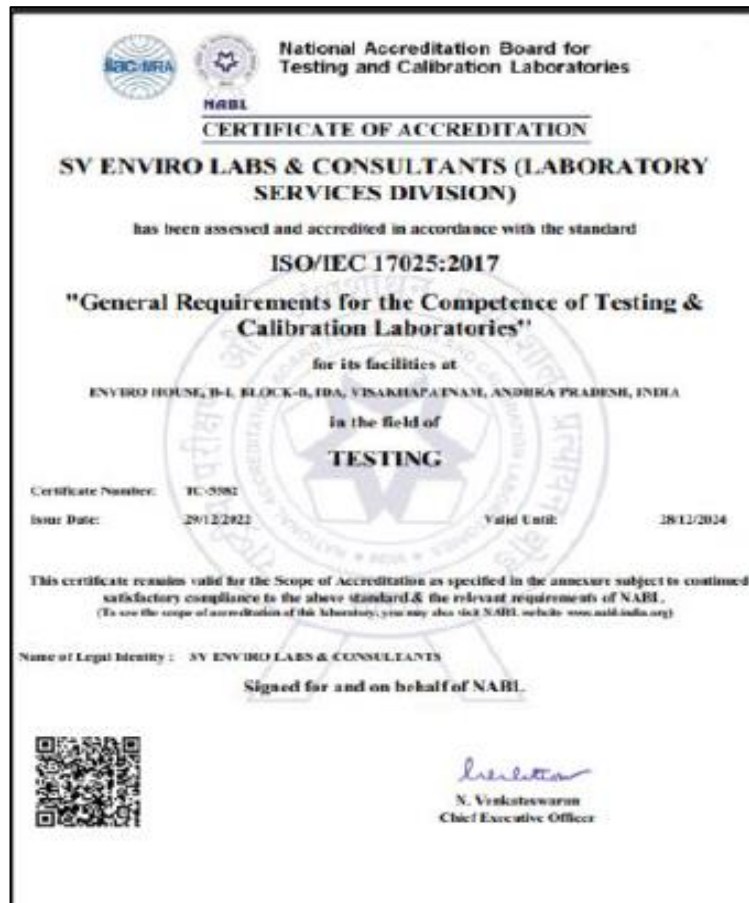 ilac-MRA
NABL
National Accreditation Board for
Testing and Calibration Laboratories
CERTIFICATE OF ACCREDITATION
SV ENVIRO LABS & CONSULTANTS (LABORATORY
SERVICES DIVISION)
has been assessed and accredited in accordance with the standard
ISO/IEC 17025:2017
"General Requirements for the Competence of Testing &
Calibration Laboratories"
for its facilities at
ENVIRO HOUSE, B-1, BLOCK-B, IDA, VISAKHAPATNAM, ANDHRA PRADESH, INDIA
in the field of
TESTING
Certificate Number:
Issue Date: 29/12/2022 Valid Until: 28/12/2024
This certificate remains valid for the Scope of Accreditation as specified in the annexure subject to continued
satisfactory compliance to the above standard & the relevant requirements of NABL.
(To see the scope of accreditation of this laboratory, you may also visit NABL website www.nabl-india.org)
Name of Legal Identity : SV ENVIRO LABS & CONSULTANTS
Signed for and on behalf of NABL
N. Venkateswaran
Chief Executive Officer